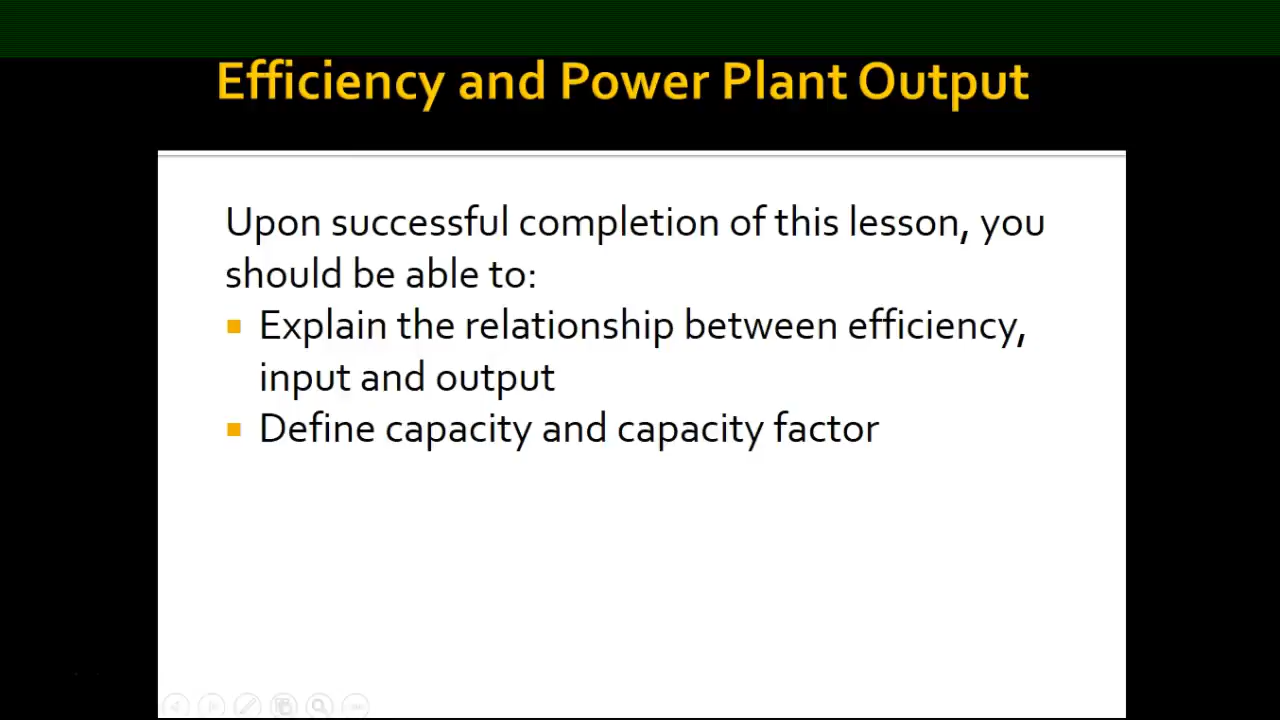 Efficiency and Power Plant Output
Upon successful completion of this lesson, you
should be able to:
Explain the relationship between efficiency,
input and output
Define capacity and capacity factor